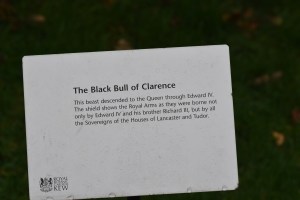 The Black Bull of Clarence
This beast descended to the Queen through Edward IV.
The shield shows the Royal Arms as they were borne not
only by Edward IV and his brother Richard III, but by all
the Sovereigns of the Houses of Lancaster and Tudor.
ROYAL
KEW